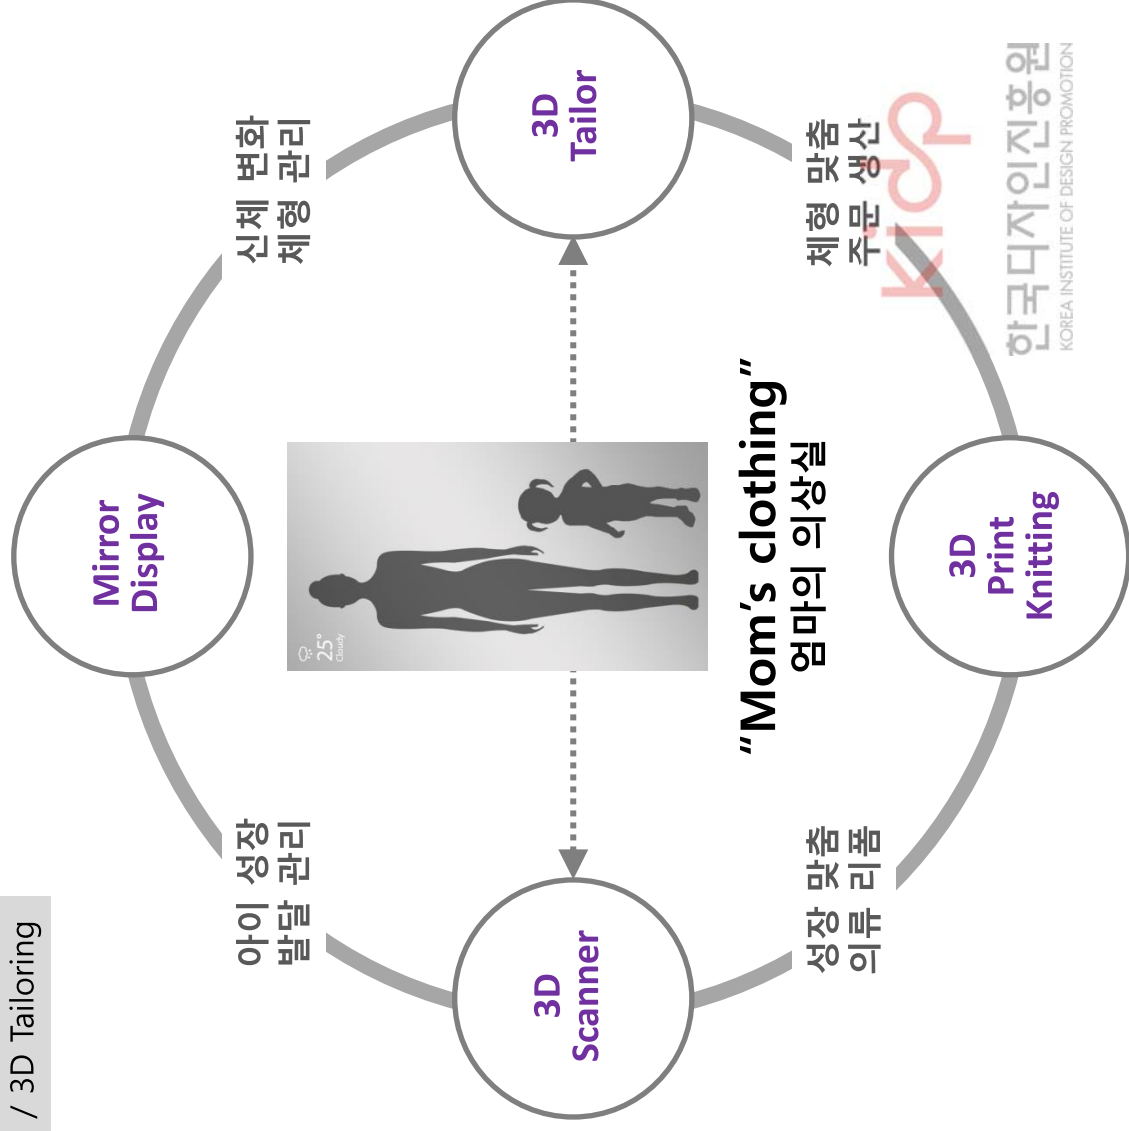 / 3D Tailoring
Mirror
Display
아이 성장
발달 관리
신체 변화
체형 관리
25°
Cloudy
3D
Scanner
3D
Tailor
“Mom′s clothing”
엄마의 의상실
성장 맞춤
의류 리폼
체형 맞춤
주문 생산
3D
Print
Knitting
kidp
한국디자인진흥원
KOREA INSTITUTE OF DESIGN PROMOTION